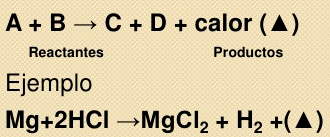 A + B → C + D + calor (▲)
Reactantes Productos
Ejemplo
Mg+2HCl →MgCl₂ + H₂ +(▲)